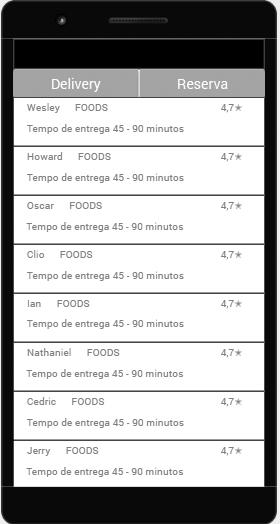 Delivery Reserva
Wesley FOODS 4,7★
Tempo de entrega 45 - 90 minutos
Howard FOODS 4,7★
Tempo de entrega 45 - 90 minutos
Oscar FOODS 4,7★
Tempo de entrega 45 - 90 minutos
Clio FOODS 4,7★
Tempo de entrega 45 - 90 minutos
Ian FOODS 4,7★
Tempo de entrega 45 - 90 minutos
Nathaniel FOODS 4,7★
Tempo de entrega 45 - 90 minutos
Cedric FOODS 4,7★
Tempo de entrega 45 - 90 minutos
Jerry FOODS 4,7★
Tempo de entrega 45 - 90 minutos